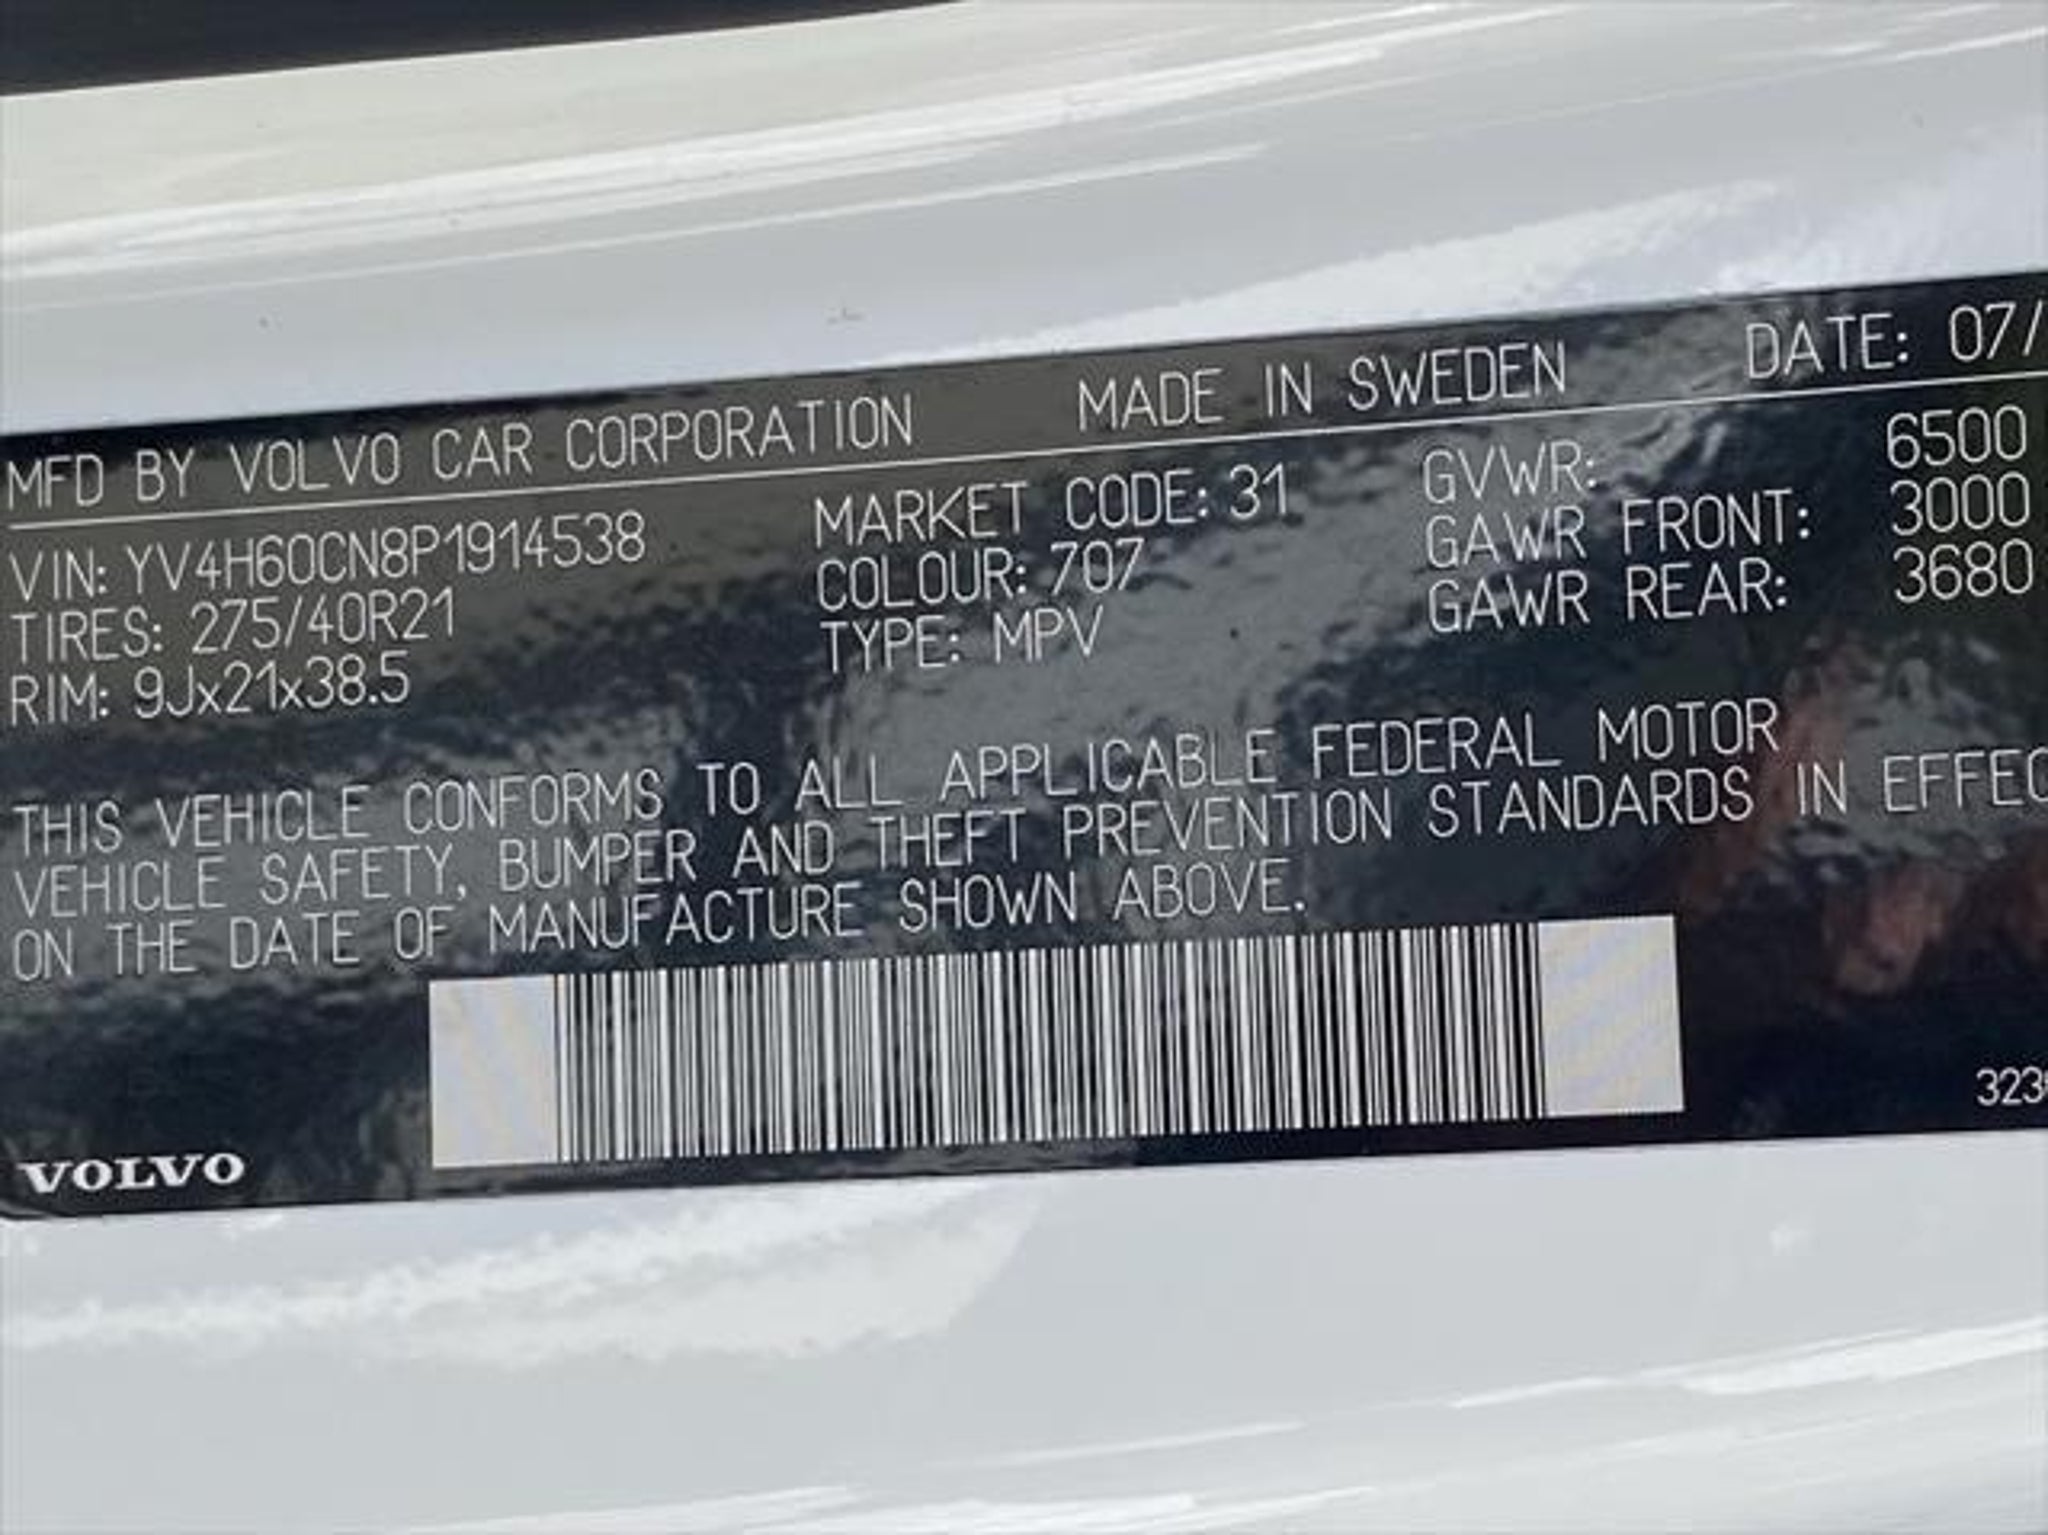 MFD BY VOLVO CAR CORPORATION MADE IN SWEDEN DATE: 07/
VIN: YV4H60CN8P1914538 MARKET CODE: 31 GVWR: 6500
TIRES: 275/40R21 COLOUR: 707 GAWR FRONT: 3000
RIM: 9Jx21x38.5 TYPE: MPV GAWR REAR: 3680
THIS VEHICLE CONFORMS TO ALL APPLICABLE FEDERAL MOTOR
VEHICLE SAFETY, BUMPER AND THEFT PREVENTION STANDARDS IN EFFEC
ON THE DATE OF MANUFACTURE SHOWN ABOVE.
323
VOLVO